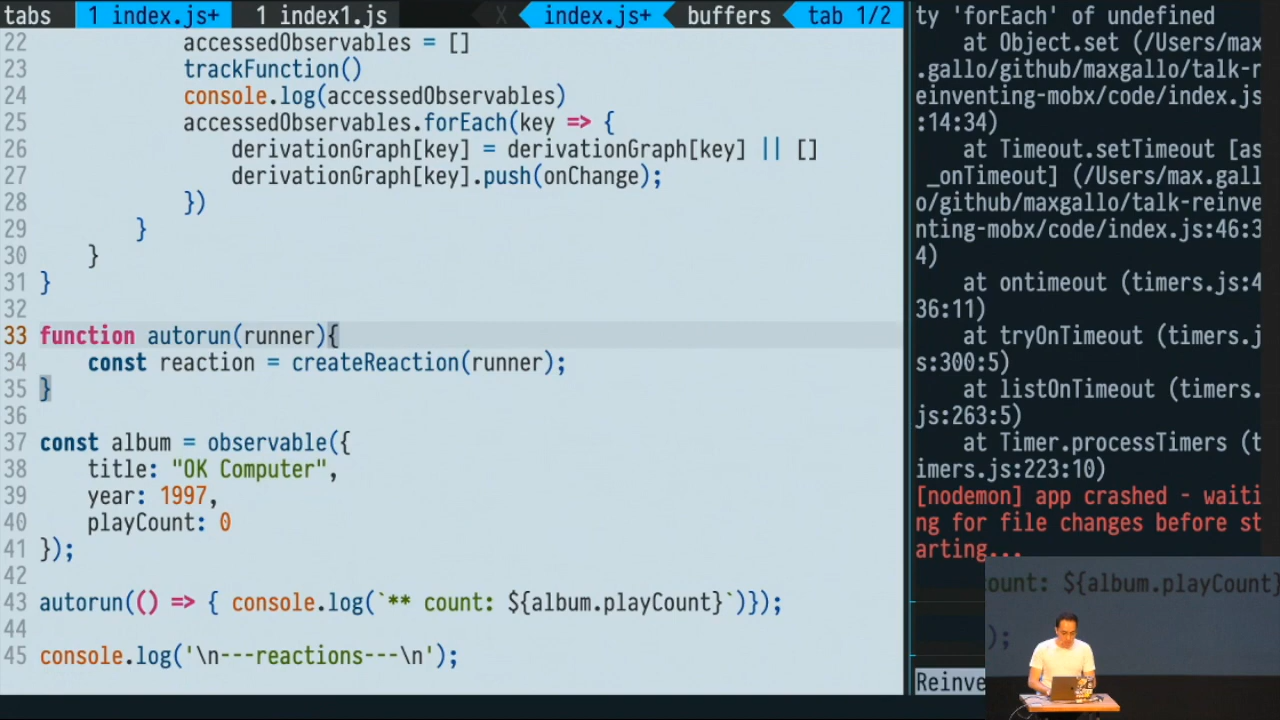 tabs 1 index.js+ 1 index1.js X index.js+ buffers tab 1/2
22 accessedObservables = []
23 trackFunction()
24 console.log(accessedObservables)
25 accessedObservables.forEach(key => {
26 derivationGraph[key] = derivationGraph[key] || []
27 derivationGraph[key].push(onChange);
28 })
29 }
30 }
31 }
32
33 function autorun(runner){
34 const reaction = createReaction(runner);
35 }
36
37 const album = observable({
38 title: "OK Computer",
39 year: 1997,
40 playCount: 0
41 });
42
43 autorun(() => { console.log(`** count: ${album.playCount}`)});
44
45 console.log('\n---reactions---\n');
ty 'forEach' of undefined
at Object.set (/Users/max
.gallo/github/maxgallo/talk-r
einventing-mobx/code/index.js
:14:34)
at Timeout.setTimeout [as
_onTimeout] (/Users/max.gall
o/github/maxgallo/talk-reinve
nting-mobx/code/index.js:46:3
4)
at ontimeout (timers.js:4
36:11)
at tryOnTimeout (timers.j
s:300:5)
at listOnTimeout (timers.
js:263:5)
at Timer.processTimers (t
imers.js:223:10)
[nodemon] app crashed - waiti
ng for file changes before st
arting...
ount: ${album.playCount}
);
Reinve